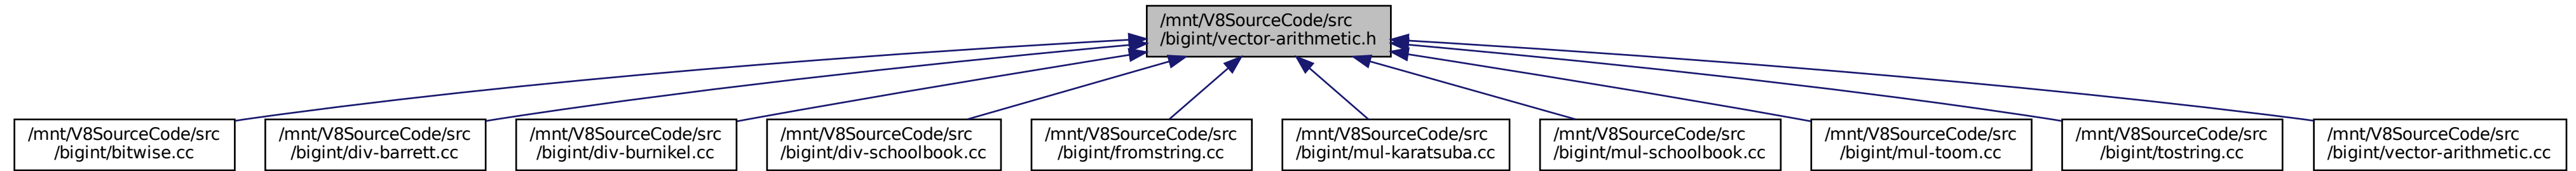 /mnt/V8SourceCode/src
/bigint/vector-arithmetic.h
/mnt/V8SourceCode/src
/bigint/bitwise.cc
/mnt/V8SourceCode/src
/bigint/div-barrett.cc
/mnt/V8SourceCode/src
/bigint/div-burnikel.cc
/mnt/V8SourceCode/src
/bigint/div-schoolbook.cc
/mnt/V8SourceCode/src
/bigint/fromstring.cc
/mnt/V8SourceCode/src
/bigint/mul-karatsuba.cc
/mnt/V8SourceCode/src
/bigint/mul-schoolbook.cc
/mnt/V8SourceCode/src
/bigint/mul-toom.cc
/mnt/V8SourceCode/src
/bigint/tostring.cc
/mnt/V8SourceCode/src
/bigint/vector-arithmetic.cc